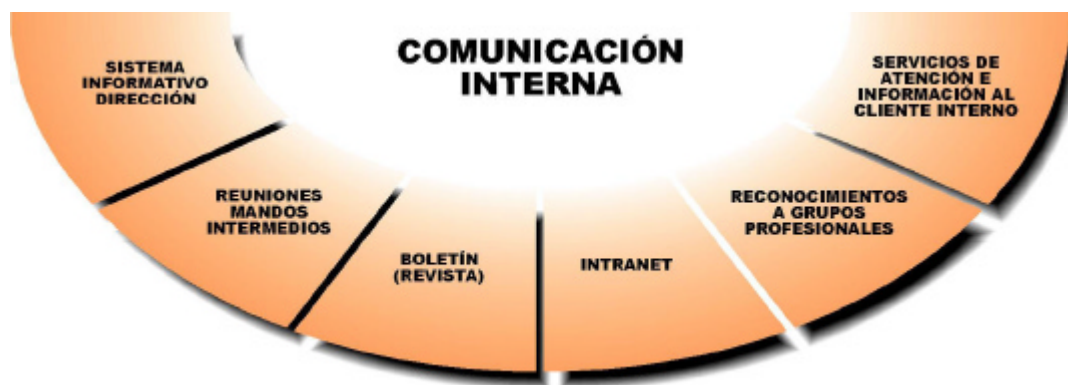 COMUNICACIÓN
INTERNA
SISTEMA
INFORMATIVO
DIRECCIÓN
REUNIONES
MANDOS
INTERMEDIOS
BOLETÍN
(REVISTA)
INTRANET
RECONOCIMIENTOS
A GRUPOS
PROFESIONALES
SERVICIOS DE
ATENCIÓN E
INFORMACIÓN AL
CLIENTE INTERNO